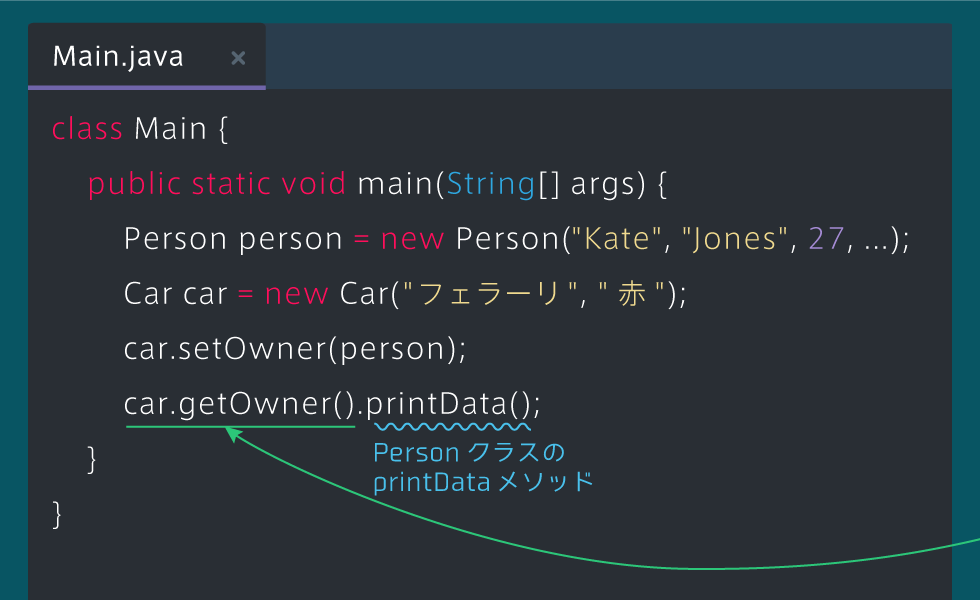 Main.java ×
class Main {
public static void main(String[] args) {
Person person = new Person("Kate", "Jones", 27, ...);
Car car = new Car("フェラーリ", "赤");
car.setOwner(person);
car.getOwner().printData();
Person クラスの
printData メソッド
}
}